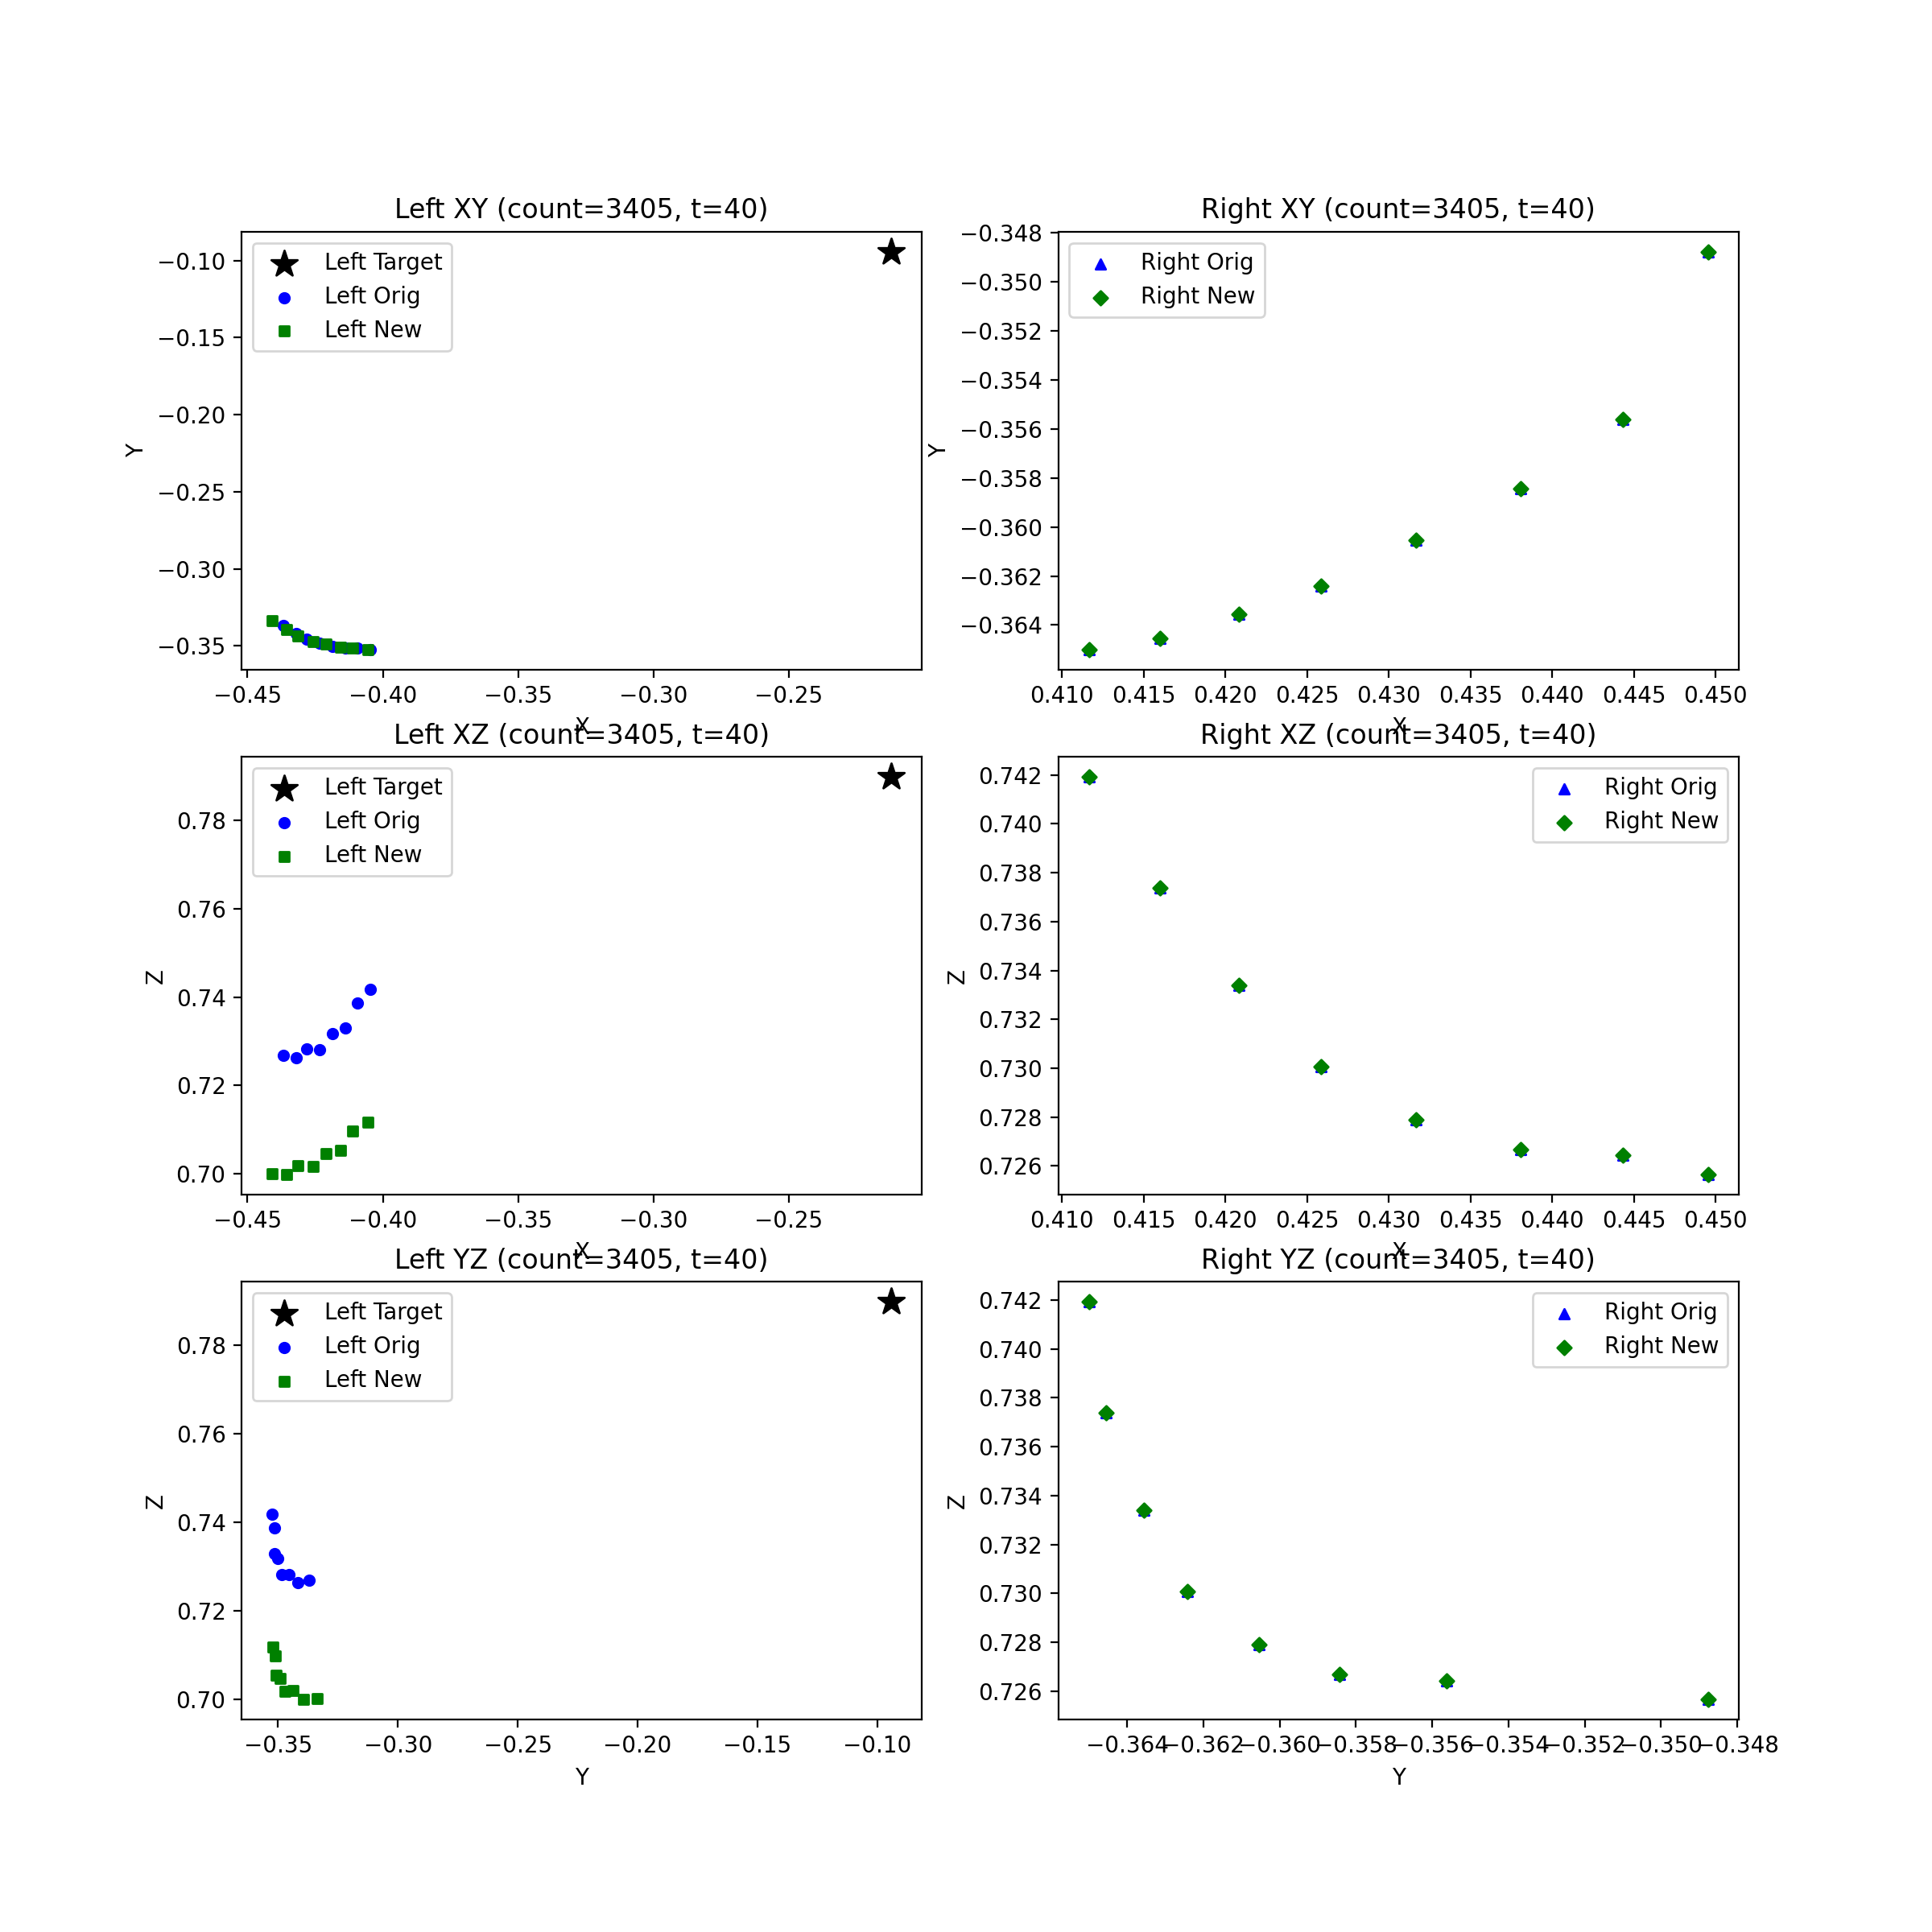 Left XY (count=3405, t=40)
Left Target
Left Orig
Left New
−0.10
−0.15
−0.20
−0.25
−0.30
−0.35
Y
−0.45 −0.40 −0.35 −0.30 −0.25
X
Right XY (count=3405, t=40)
Right Orig
Right New
−0.348
−0.350
−0.352
−0.354
−0.356
−0.358
−0.360
−0.362
−0.364
Y
0.410 0.415 0.420 0.425 0.430 0.435 0.440 0.445 0.450
X
Left XZ (count=3405, t=40)
Left Target
Left Orig
Left New
0.78
0.76
0.74
0.72
0.70
Z
−0.45 −0.40 −0.35 −0.30 −0.25
X
Right XZ (count=3405, t=40)
Right Orig
Right New
0.742
0.740
0.738
0.736
0.734
0.732
0.730
0.728
0.726
Z
0.410 0.415 0.420 0.425 0.430 0.435 0.440 0.445 0.450
X
Left YZ (count=3405, t=40)
Left Target
Left Orig
Left New
0.78
0.76
0.74
0.72
0.70
Z
−0.35 −0.30 −0.25 −0.20 −0.15 −0.10
Y
Right YZ (count=3405, t=40)
Right Orig
Right New
0.742
0.740
0.738
0.736
0.734
0.732
0.730
0.728
0.726
Z
−0.364 −0.362 −0.360 −0.358 −0.356 −0.354 −0.352 −0.350 −0.348
Y